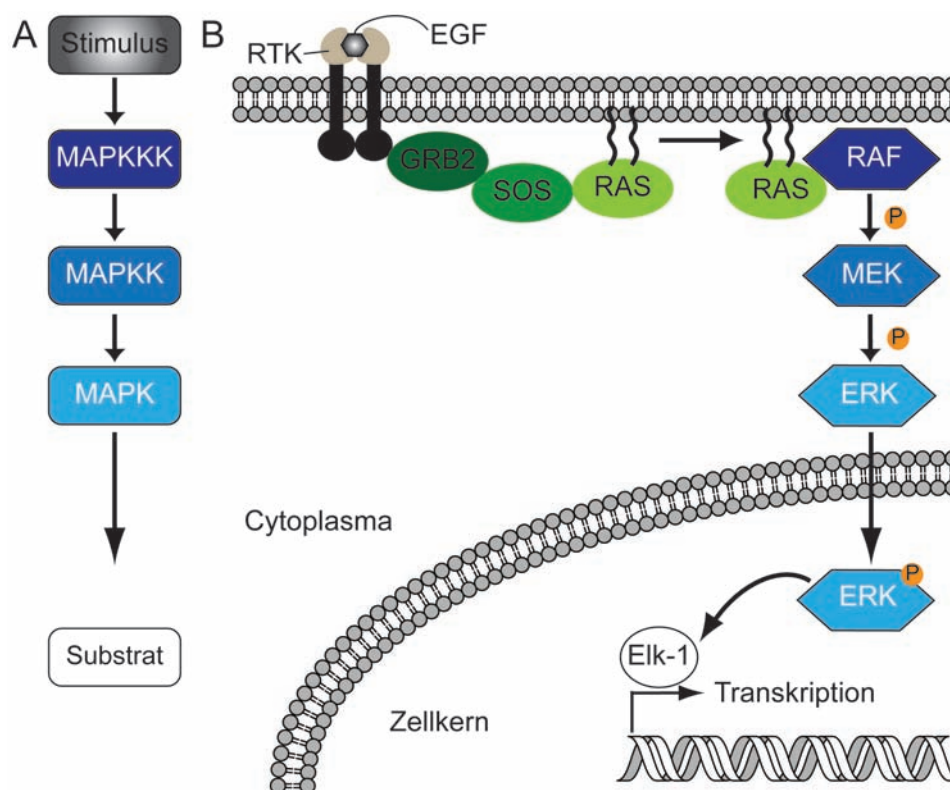 A
Stimulus
MAPKKK
MAPKK
MAPK
Substrat
B
RTK
EGF
GRB2
SOS
RAS
RAS
RAF
P
MEK
P
ERK
Cytoplasma
ERK
P
Elk-1
Transkription
Zellkern